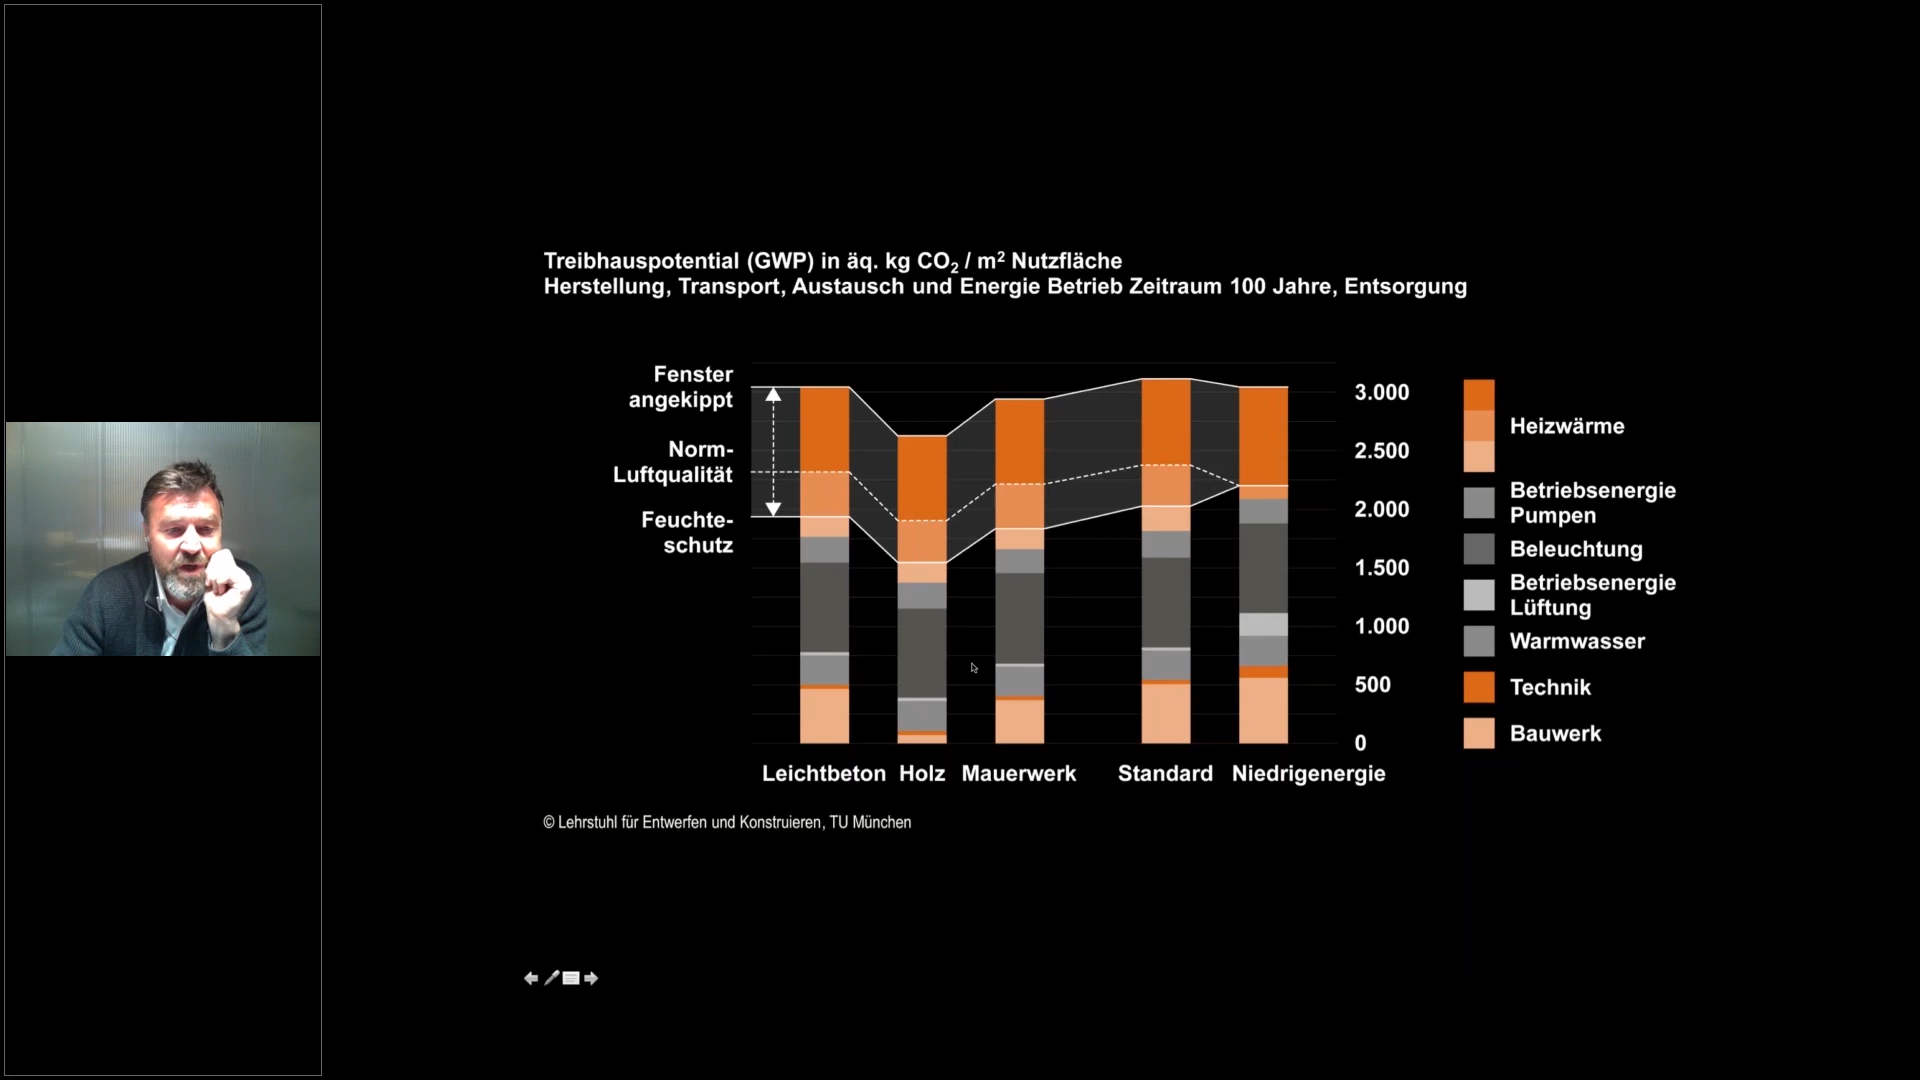 Treibhauspotential (GWP) in äq. kg CO₂ / m² Nutzfläche
Herstellung, Transport, Austausch und Energie Betrieb Zeitraum 100 Jahre, Entsorgung
Fenster
angekippt
Norm-
Luftqualität
Feuchte-
schutz
3.000
2.500
2.000
1.500
1.000
500
0
Leichtbeton Holz Mauerwerk Standard Niedrigenergie
Heizwärme
Betriebsenergie
Pumpen
Beleuchtung
Betriebsenergie
Lüftung
Warmwasser
Technik
Bauwerk
© Lehrstuhl für Entwerfen und Konstruieren, TU München